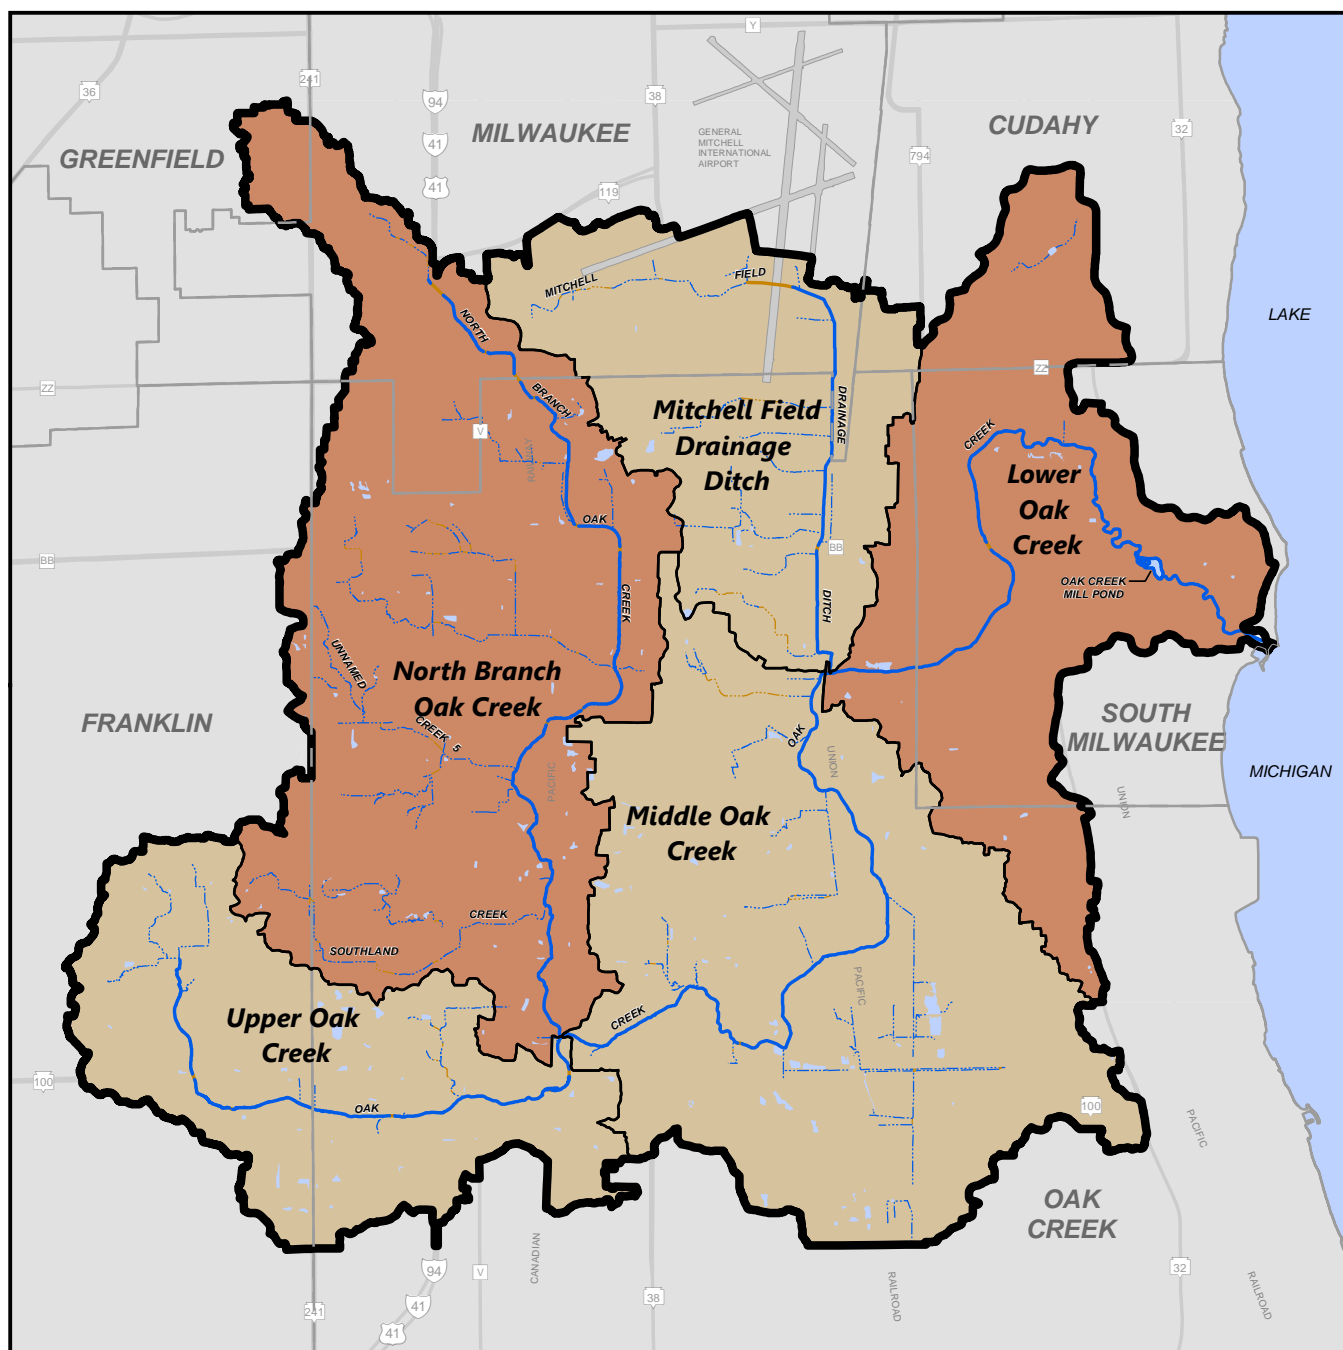 Y
36
241
94
38
MILWAUKEE
CUDAHY
32
41
GENERAL
MITCHELL
INTERNATIONAL
AIRPORT
GREENFIELD
794
41
119
MITCHELL
FIELD
NORTH
LAKE
ZZ
ZZ
BRANCH
DRAINAGE
Mitchell Field
Drainage
Ditch
V
RAILWAY
CREEK
Lower
Oak
Creek
OAK
BB
BB
OAK CREEK
MILL POND
CREEK
DITCH
UNNAMED
North Branch
Oak Creek
FRANKLIN
CREEK 5
OAK
SOUTH
MILWAUKEE
UNION
PACIFIC
MICHIGAN
UNION
Middle Oak
Creek
CREEK
SOUTHLAND
PACIFIC
Upper Oak
Creek
CREEK
100
OAK
100
PACIFIC
OAK
CREEK
CANADIAN
94
V
32
RAILROAD
RAILROAD
38
241
41
41